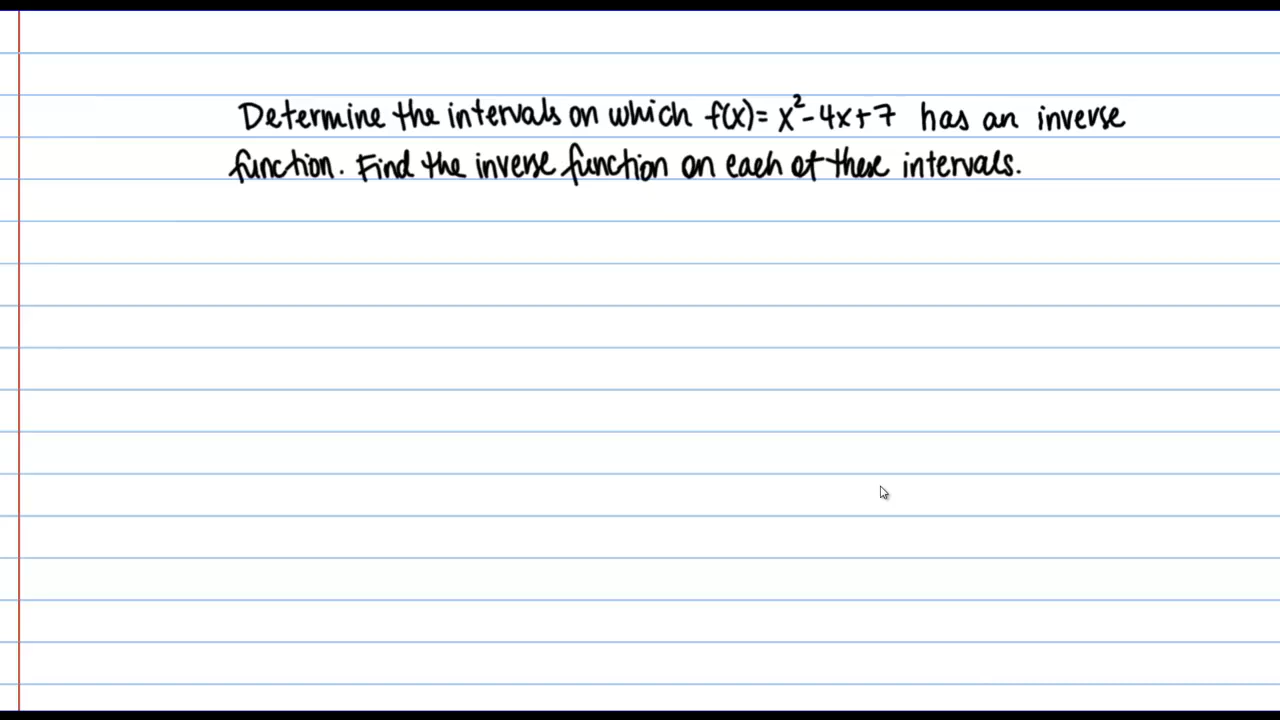 Determine the intervals on which f(x)= x²-4x+7 has an inverse
function. Find the inverse function on each of these intervals.